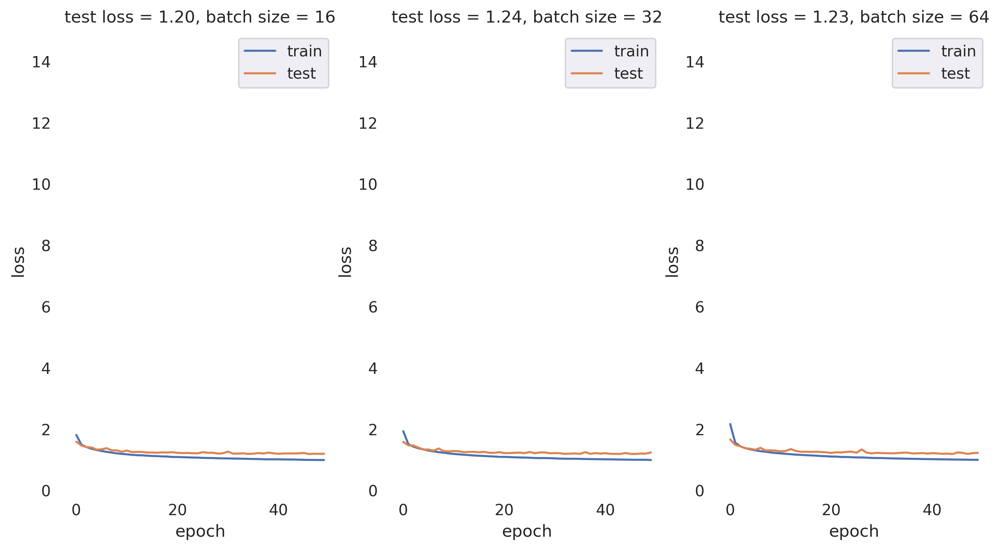 test loss = 1.20, batch size = 16
train
test
14
12
10
8
6
4
2
0
loss
0 20 40
epoch
test loss = 1.24, batch size = 32
train
test
14
12
10
8
6
4
2
0
loss
0 20 40
epoch
test loss = 1.23, batch size = 64
train
test
14
12
10
8
6
4
2
0
loss
0 20 40
epoch